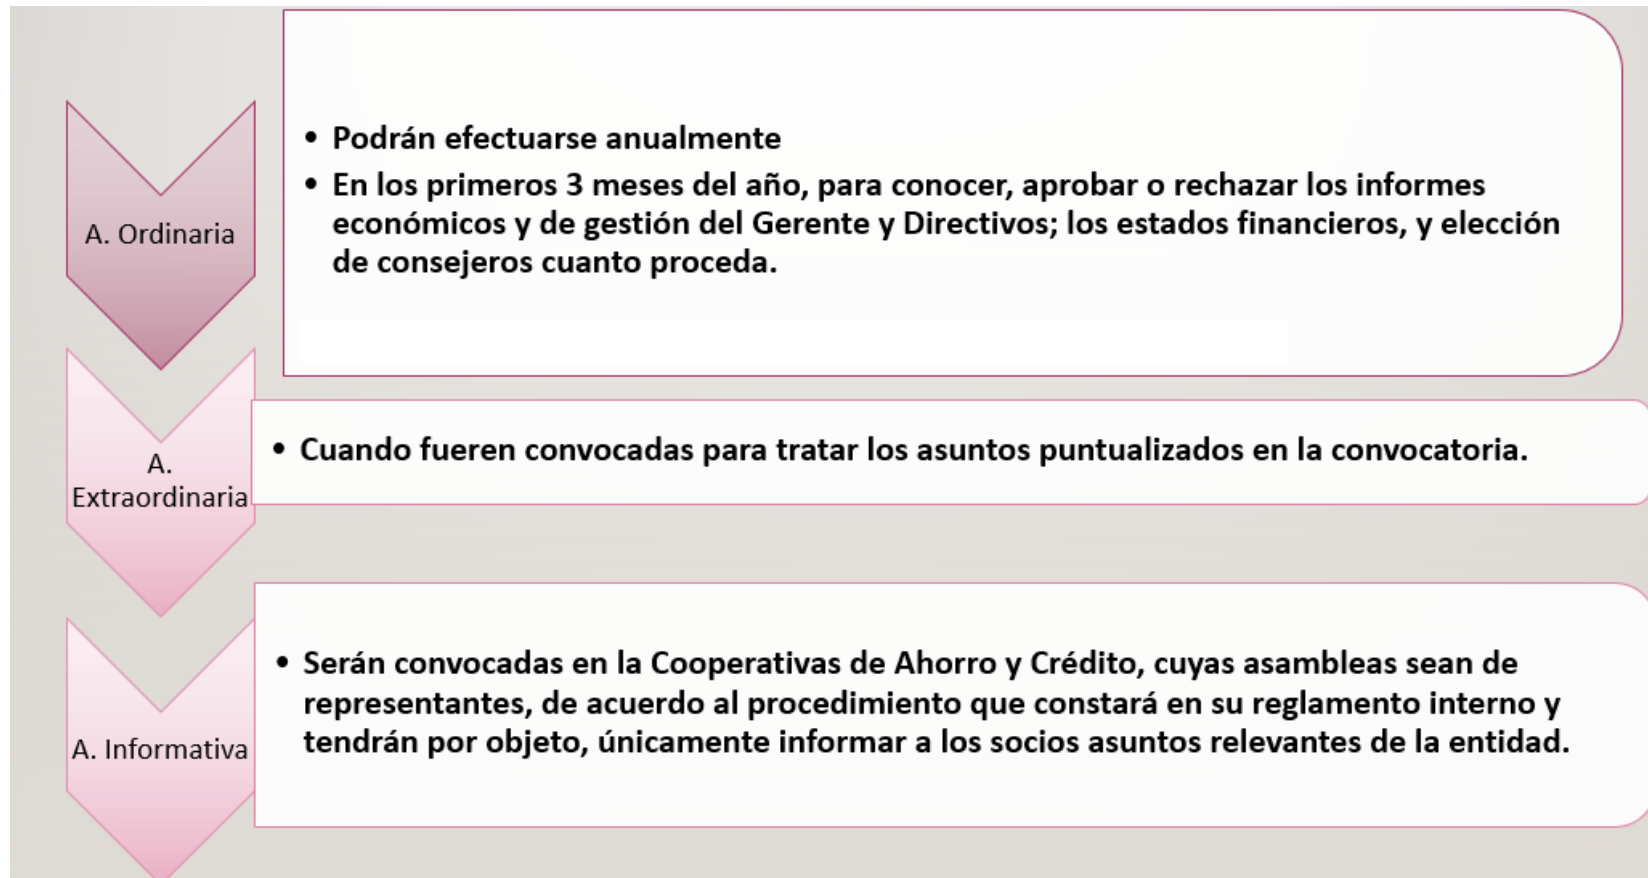 A. Ordinaria
• Podrán efectuarse anualmente
• En los primeros 3 meses del año, para conocer, aprobar o rechazar los informes
económicos y de gestión del Gerente y Directivos; los estados financieros, y elección
de consejeros cuanto proceda.
A.
Extraordinaria
• Cuando fueren convocadas para tratar los asuntos puntualizados en la convocatoria.
A. Informativa
• Serán convocadas en la Cooperativas de Ahorro y Crédito, cuyas asambleas sean de
representantes, de acuerdo al procedimiento que constará en su reglamento interno y
tendrán por objeto, únicamente informar a los socios asuntos relevantes de la entidad.